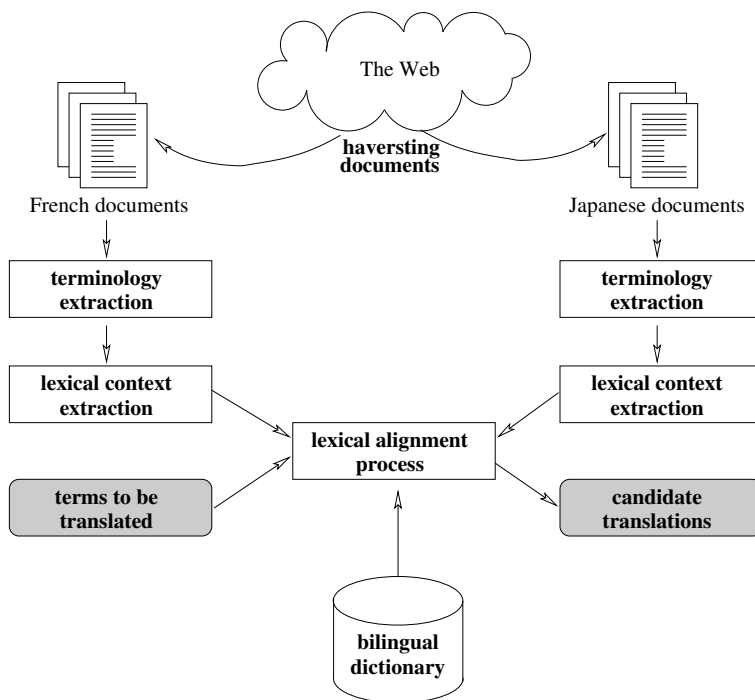 The Web
haversting
documents
French documents
Japanese documents
terminology
extraction
terminology
extraction
lexical context
extraction
lexical context
extraction
lexical alignment
process
terms to be
translated
candidate
translations
bilingual
dictionary